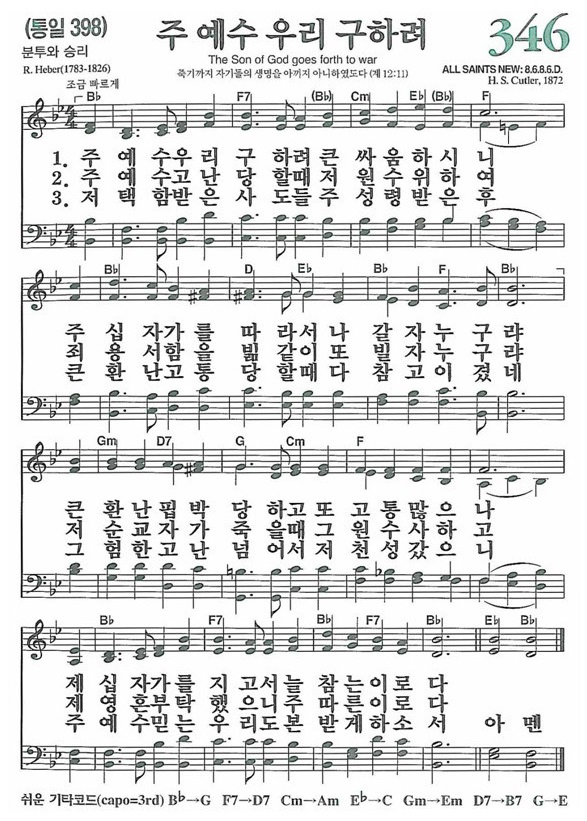 (통일 398)
주 예수 우리 구하려
346
분투와 승리
The Son of God goes forth to war
R. Heber(1783-1826)
죽기까지 자기들의 생명을 아끼지 아니하였도다 (계 12:11)
ALL SAINTS NEW: 8.6.8.6.D.
H. S. Cutler, 1872
조금 빠르게
B♭ F7 (B♭) Cm E♭ (B♭) F
1. 주 예 수우 리 구 하려 큰 싸 움 하 시 니
2. 주 예 수고 난 당 할때 저 원 수 위 하 여
3. 저 택 함받 은 사 도들 주 성 령 받 은 후
B♭ D E♭ B♭ F B♭
주 십 자가 를 따 라서 나 갈 자 누 구 랴
죄 용 서함 을 빎 같이 또 빌 자 누 구 랴
큰 환 난고 통 당 할때 다 참 고 이 겼 네
Gm D7 G Cm F
큰 환 난 핍 박 당 하고 또 고 통 많 으 나
저 순 교 자 가 죽 을때 그 원 수 사 하 고
그 험 한 고 난 넘 어서 저 천 성 갔 으 니
B♭ F7 B♭ F7 B♭ E♭ B♭
제 십 자가 를 지 고서 늘 참 는 이 로 다
제 영 혼부 탁 했 으니 주 따 른 이 로 다
주 예 수믿 는 우 리도 본 받 게 하 소 서 아 멘
쉬운 기타코드(capo=3rd) B♭→G F7→D7 Cm→Am E♭→C Gm→Em D7→B7 G→E